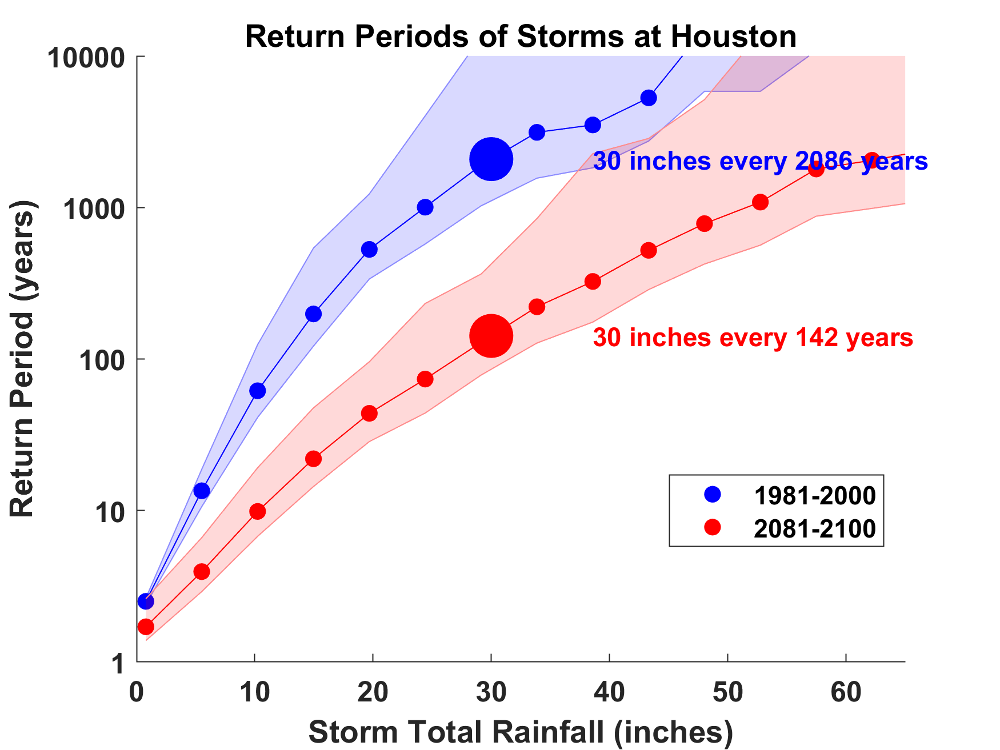 Return Periods of Storms at Houston
10000
1000
100
10
1
Return Period (years)
30 inches every 2086 years
30 inches every 142 years
1981-2000
2081-2100
0 10 20 30 40 50 60
Storm Total Rainfall (inches)